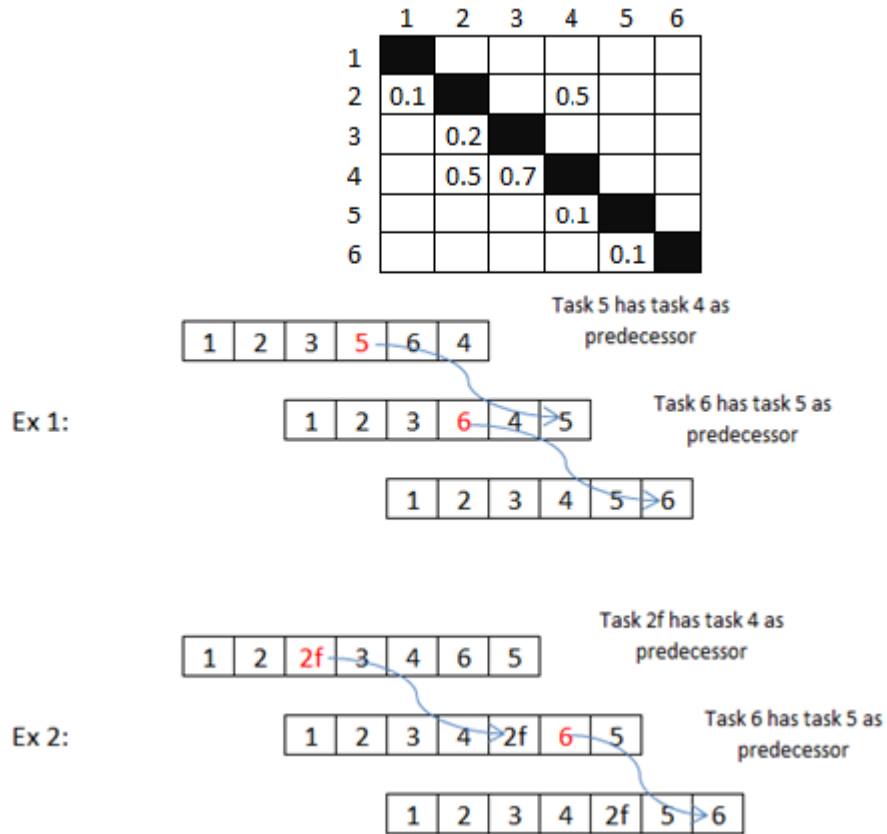 1 2 3 4 5 6
1
2 0.1 0.5
3 0.2
4 0.5 0.7
5 0.1
6 0.1
Task 5 has task 4 as
predecessor
1 2 3 5 6 4
Task 6 has task 5 as
predecessor
Ex 1:
1 2 3 6 4 5
1 2 3 4 5 6
Task 2f has task 4 as
predecessor
1 2 2f 3 4 6 5
Task 6 has task 5 as
predecessor
Ex 2:
1 2 3 4 2f 6 5
1 2 3 4 2f 5 6